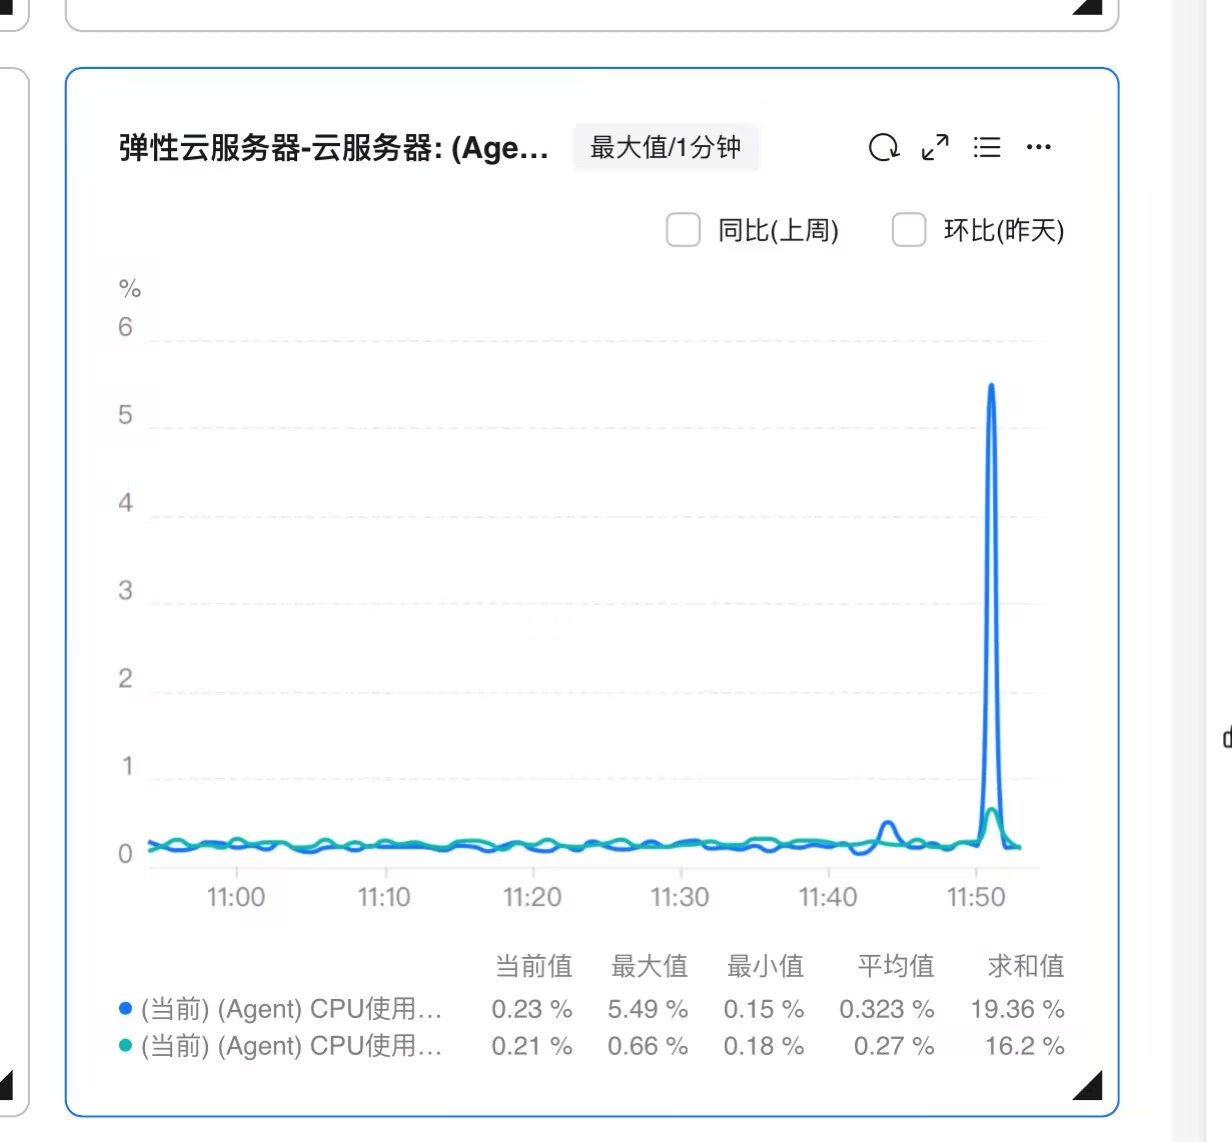 弹性云服务器-云服务器: (Age...
最大值/1分钟
同比(上周)
环比(昨天)
%
6
5
4
3
2
1
0
11:00 11:10 11:20 11:30 11:40 11:50
当前值 最大值 最小值 平均值 求和值
(当前) (Agent) CPU使用... 0.23 % 5.49 % 0.15 % 0.323 % 19.36 %
(当前) (Agent) CPU使用... 0.21 % 0.66 % 0.18 % 0.27 % 16.2 %